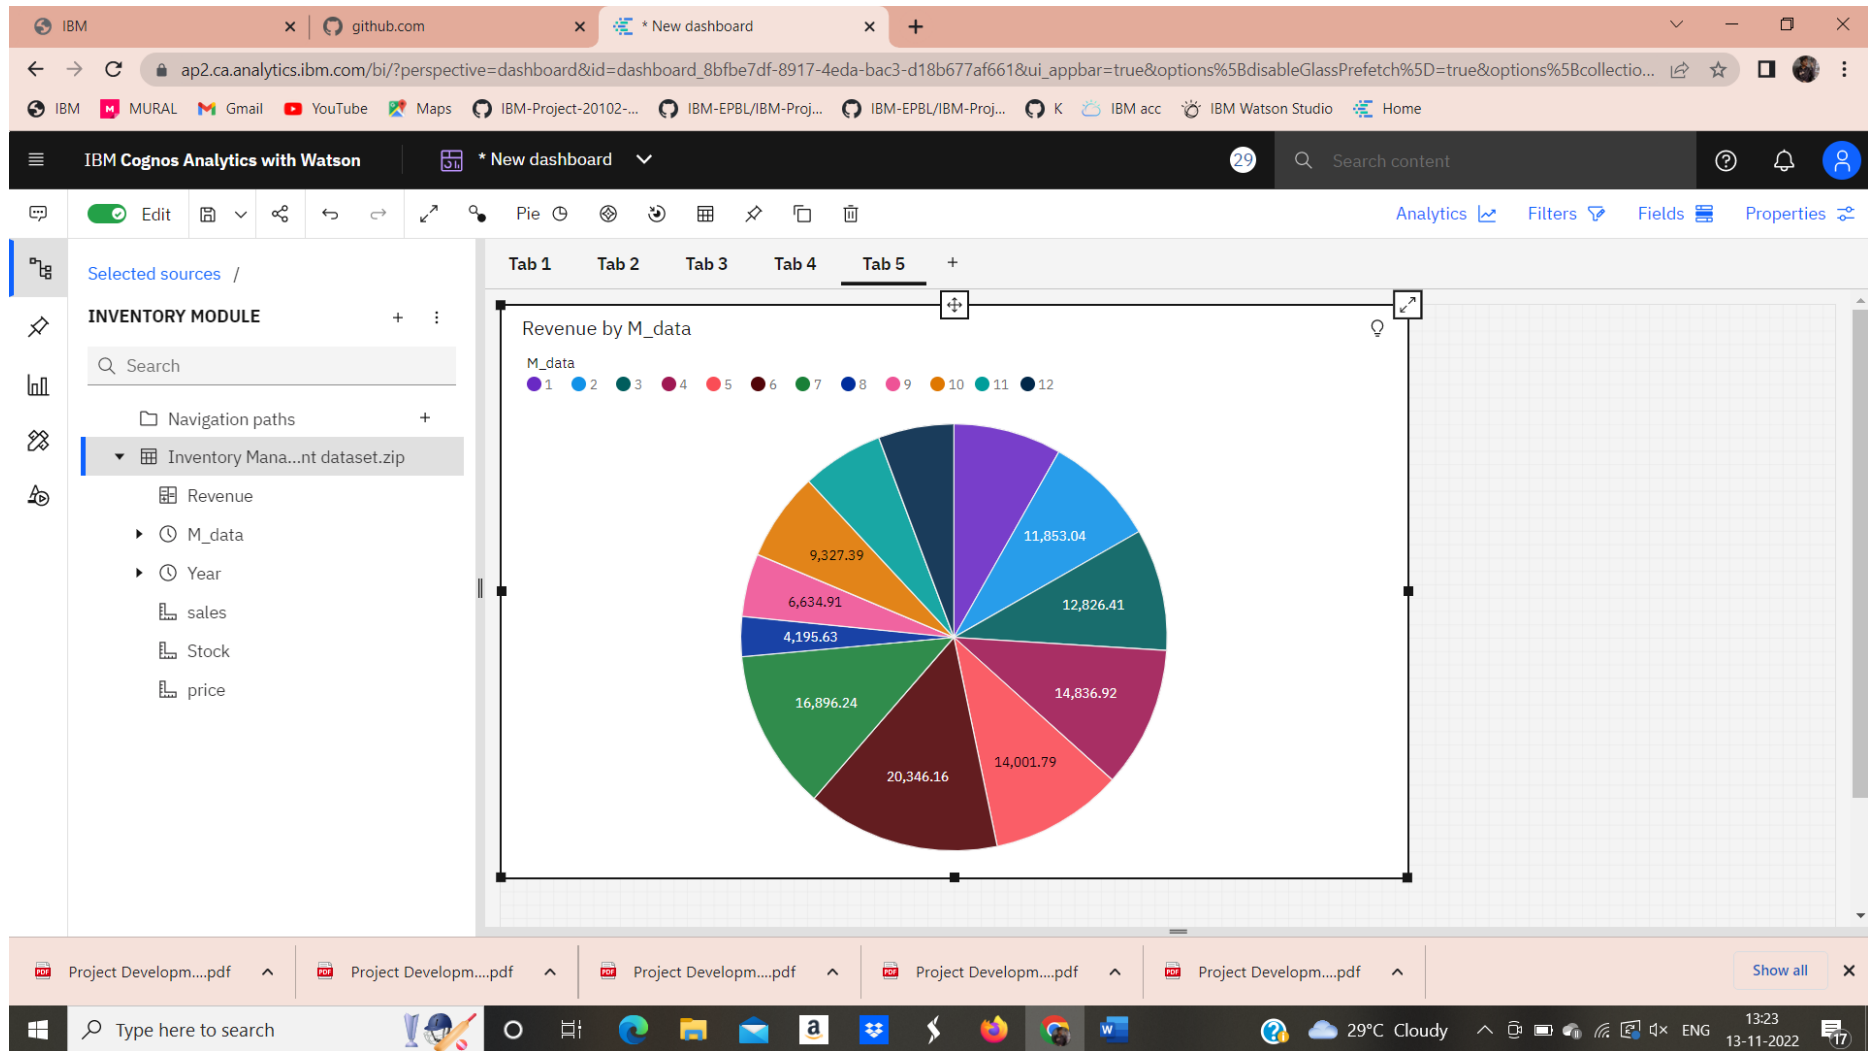 IBM
github.com
* New dashboard
ap2.ca.analytics.ibm.com/bi/?perspective=dashboard&id=dashboard_8bfbe7df-8917-4eda-bac3-d18b677af661&ui_appbar=true&options%5BdisableGlassPrefetch%5D=true&options%5Bcollectio...
IBM MURAL Gmail YouTube Maps IBM-Project-20102-... IBM-EPBL/IBM-Proj... IBM-EPBL/IBM-Proj... K IBM acc IBM Watson Studio Home
IBM Cognos Analytics with Watson * New dashboard 29 Search content
Edit Pie Analytics Filters Fields Properties
Selected sources /
INVENTORY MODULE
Search
Navigation paths
Inventory Mana...nt dataset.zip
Revenue
M_data
Year
sales
Stock
price
Tab 1 Tab 2 Tab 3 Tab 4 Tab 5
Revenue by M_data
M_data
1 2 3 4 5 6 7 8 9 10 11 12
11,853.04
9,327.39
6,634.91
12,826.41
4,195.63
14,836.92
16,896.24
14,001.79
20,346.16
Project Developm....pdf Project Developm....pdf Project Developm....pdf Project Developm....pdf Project Developm....pdf Show all
Type here to search
29°C Cloudy ENG
13:23
13-11-2022
17